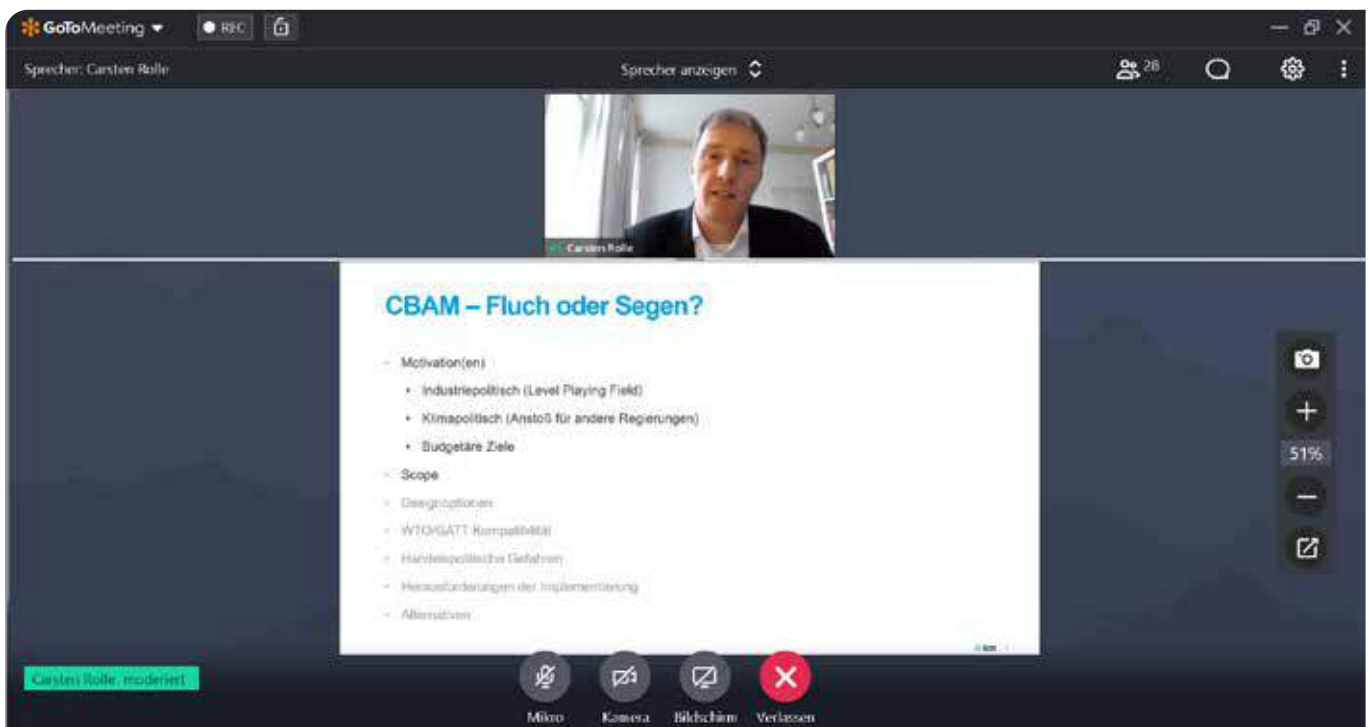 GoToMeeting
REC
Sprecher: Carsten Rolle
Sprecher anzeigen
28
Carsten Rolle
CBAM – Fluch oder Segen?
- Motivation(en)
• Industriepolitisch (Level Playing Field)
• Klimapolitisch (Anstoß für andere Regierungen)
• Budgetäre Ziele
- Scope
- Designoptionen
- WTO/GATT Kompatibilität
- Handelspolitische Gefahren
- Herausforderungen der Implementierung
- Alternativen
51%
Carsten Rolle moderiert
Mikro
Kamera
Bildschirm
Verlassen